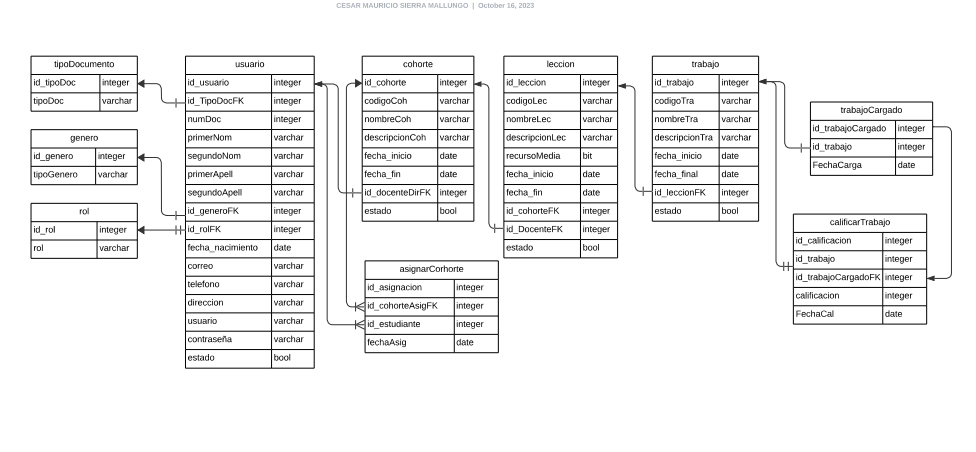 CESAR MAURICIO SIERRA MALLUNGO | October 16, 2023
tipoDocumento
id_tipoDoc integer
tipoDoc varchar
genero
id_genero integer
tipoGenero varchar
rol
id_rol integer
rol varchar
usuario
id_usuario integer
id_TipoDocFK integer
numDoc integer
primerNom varchar
segundoNom varchar
primerApell varchar
segundoApell varchar
id_generoFK integer
id_rolFK integer
fecha_nacimiento date
correo varchar
telefono varchar
direccion varchar
usuario varchar
contraseña varchar
estado bool
cohorte
id_cohorte integer
codigoCoh varchar
nombreCoh varchar
descripcionCoh varchar
fecha_inicio date
fecha_fin date
id_docenteDirFK integer
estado bool
asignarCorhorte
id_asignacion integer
id_cohorteAsigFK integer
id_estudiante integer
fechaAsig date
leccion
id_leccion integer
codigoLec varchar
nombreLec varchar
descripcionLec varchar
recursoMedia bit
fecha_inicio date
fecha_fin date
id_cohorteFK integer
id_DocenteFK integer
estado bool
trabajo
id_trabajo integer
codigoTra varchar
nombreTra varchar
descripcionTra varchar
fecha_inicio date
fecha_final date
id_leccionFK integer
estado bool
trabajoCargado
id_trabajoCargado integer
id_trabajo integer
FechaCarga date
calificarTrabajo
id_calificacion integer
id_trabajo integer
id_trabajoCargadoFK integer
calificacion integer
FechaCal date